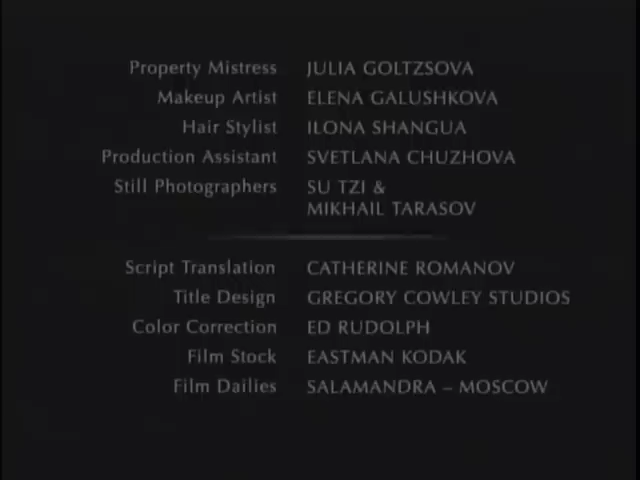 Property Mistress JULIA GOLTZSOVA
Makeup Artist ELENA GALUSHKOVA
Hair Stylist ILONA SHANGUA
Production Assistant SVETLANA CHUZHOVA
Still Photographers SU TZI &
MIKHAIL TARASOV
Script Translation CATHERINE ROMANOV
Title Design GREGORY COWLEY STUDIOS
Color Correction ED RUDOLPH
Film Stock EASTMAN KODAK
Film Dailies SALAMANDRA – MOSCOW